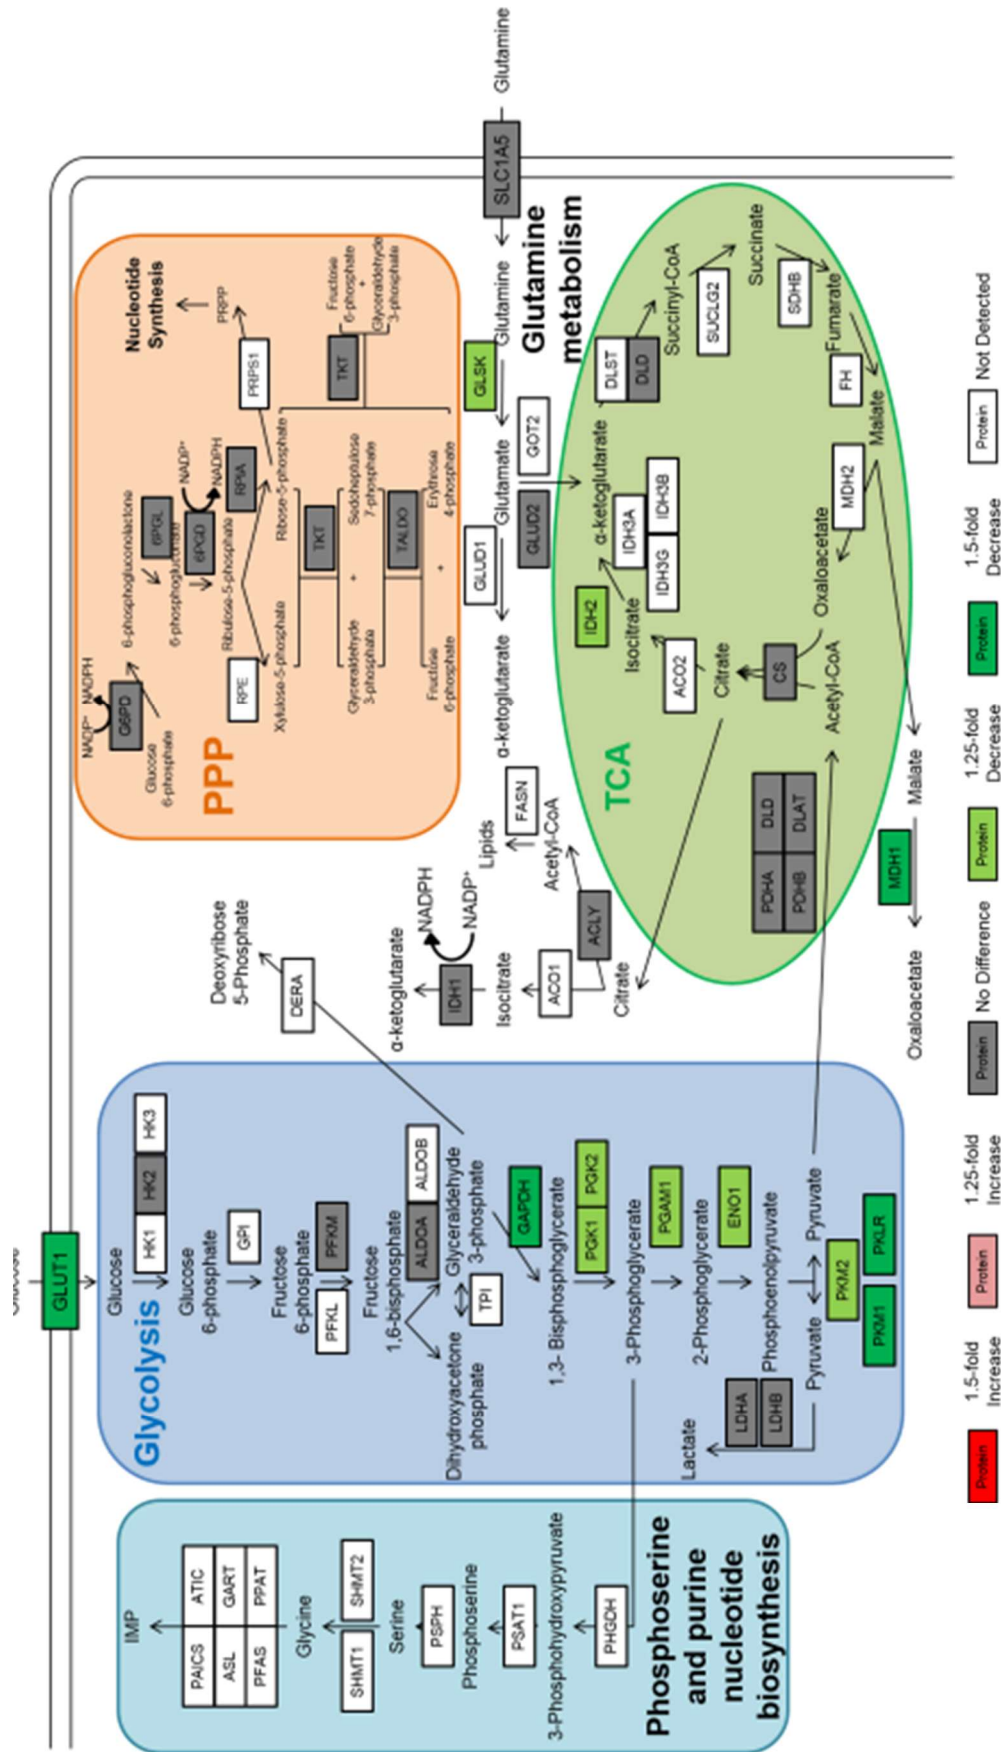 Glutamine
SLC1A5
Glutamine
Glutamine
metabolism
GLSK
Glutamate
GLUD1
GOT2
GLUD2
α-ketoglutarate
GLUT1
Glycolysis
Glucose
HK1
HK2
HK3
Glucose
6-phosphate
GPI
Fructose
6-phosphate
PFKL
PFKM
Fructose
1,6-bisphosphate
ALDOA
ALDOB
Glyceraldehyde
3-phosphate
Dihydroxyacetone
phosphate
TPI
GAPDH
1,3- Bisphosphoglycerate
PGK1
PGK2
3-Phosphoglycerate
PGAM1
2-Phosphoglycerate
ENO1
Phosphoenolpyruvate
Pyruvate
Pyruvate
PKM2
PKM1
PKLR
LDHA
LDHB
Lactate
IMP
PAICS
ATIC
ASL
GART
PFAS
PPAT
Glycine
SHMT1
SHMT2
Serine
PSPH
Phosphoserine
PSAT1
3-Phosphohydroxypyruvate
PHGDH
Phosphoserine
and purine
nucleotide
biosynthesis
Deoxyribose
5-Phosphate
DERA
α-ketoglutarate
IDH1
NADPH
NADP⁺
Isocitrate
ACO1
Citrate
ACLY
Acetyl-CoA
FASN
Lipids
PPP
NADP⁺
NADPH
G6PD
Glucose
6-phosphate
6-phosphogluconolactone
6PGL
6-phosphogluconate
6PGD
NADP⁺
NADPH
Ribulose-5-phosphate
RPIA
RPE
Xylulose-5-phosphate
Ribose-5-phosphate
PRPS1
PRPP
Nucleotide
Synthesis
TKT
Glyceraldehyde
3-phosphate
+
Sedoheptulose
7-phosphate
TALDO
Fructose
6-phosphate
+
Erythrose
4-phosphate
TKT
Fructose
6-phosphate
+
Glyceraldehyde
3-phosphate
TCA
α-ketoglutarate
DLST
DLD
Succinyl-CoA
SUCLG2
Succinate
SDHB
Fumarate
FH
Malate
MDH2
Oxaloacetate
CS
Acetyl-CoA
Citrate
ACO2
Isocitrate
IDH2
IDH3A
IDH3G
IDH3B
PDHA
DLD
PDHB
DLAT
Malate
MDH1
Oxaloacetate
Protein
1.5-fold
Increase
Protein
1.25-fold
Increase
Protein
No Difference
Protein
1.25-fold
Decrease
Protein
1.5-fold
Decrease
Protein
Not Detected